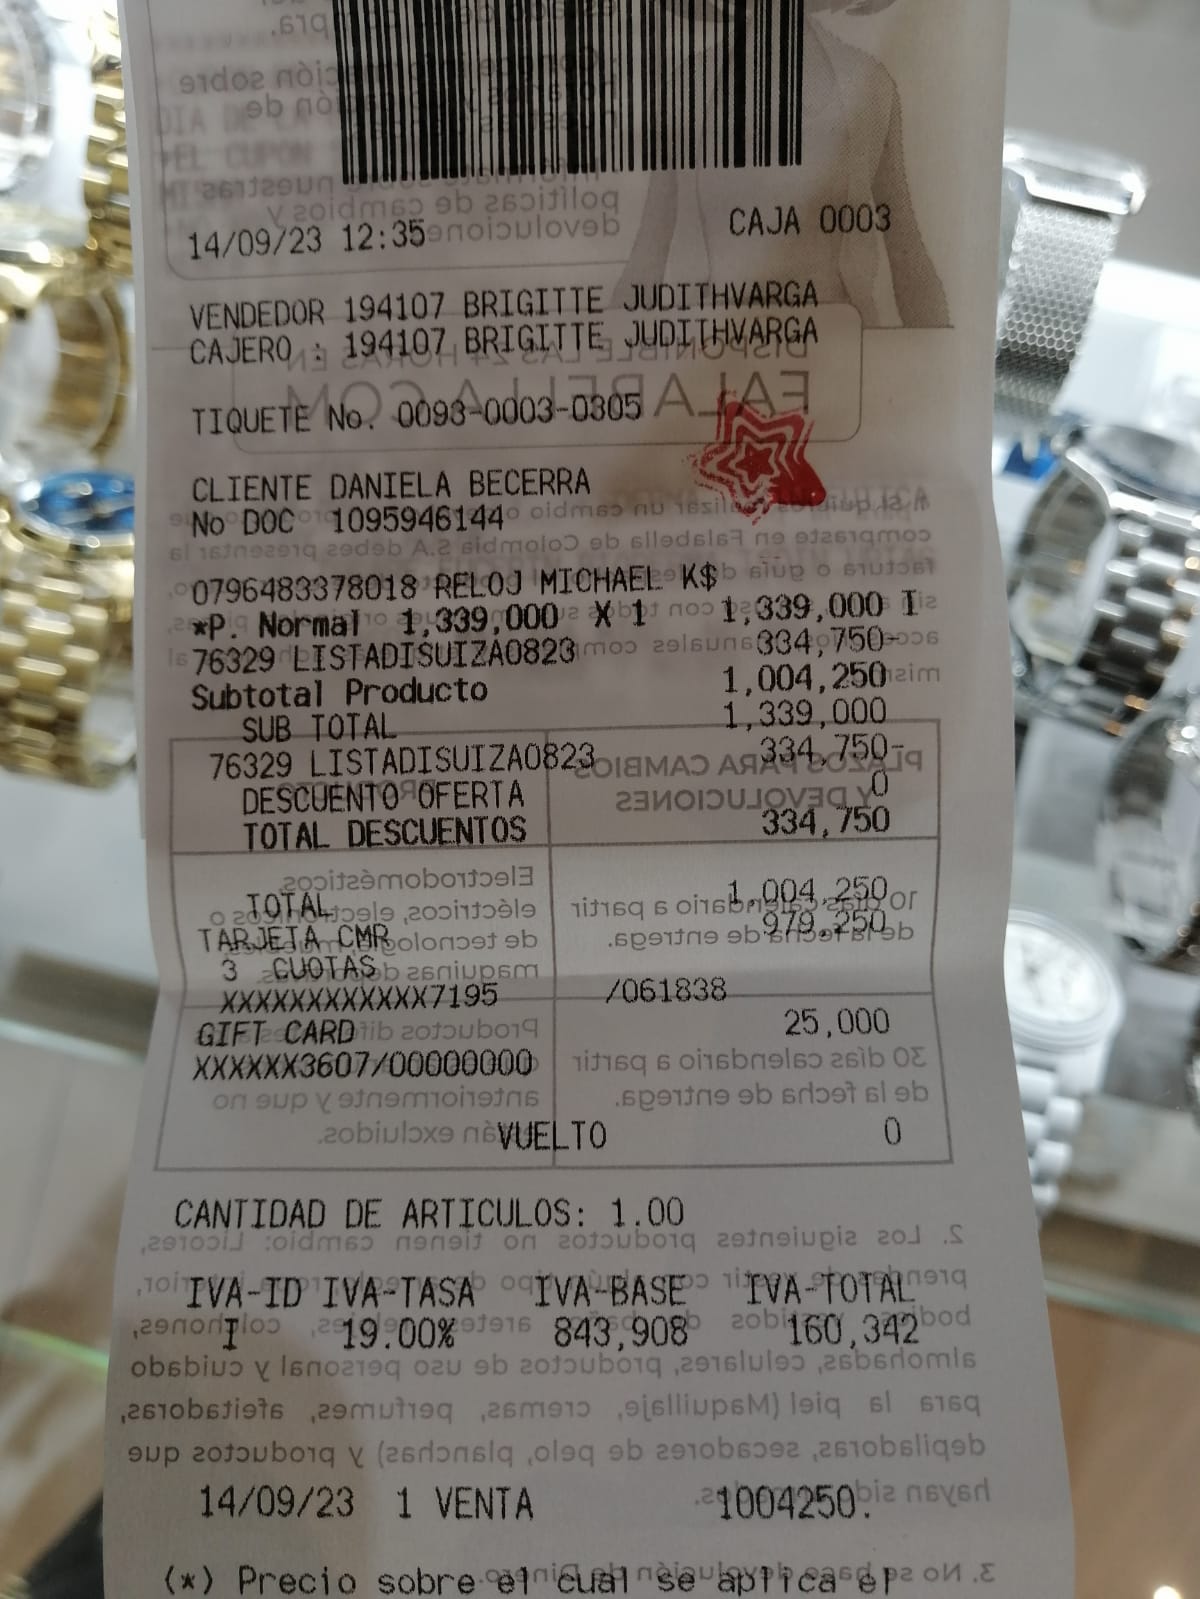 14/09/23 12:35 CAJA 0003
VENDEDOR 194107 BRIGITTE JUDITHVARGA
CAJERO : 194107 BRIGITTE JUDITHVARGA
TIQUETE No. 0093-0003-0305
CLIENTE DANIELA BECERRA
No DOC 1095946144
0796483378018 RELOJ MICHAEL K$
*P. Normal 1,339,000 X 1 1,339,000 I
76329 LISTADISUIZA0823 334,750-
Subtotal Producto 1,004,250
SUB TOTAL 1,339,000
76329 LISTADISUIZA0823 334,750-
DESCUENTO OFERTA 0
TOTAL DESCUENTOS 334,750
TOTAL 1,004,250
TARJETA CMR 979,250
3 CUOTAS
XXXXXXXXXXXX7195 /061838
GIFT CARD 25,000
XXXXXX3607/00000000
VUELTO 0
CANTIDAD DE ARTICULOS: 1.00
IVA-ID IVA-TASA IVA-BASE IVA-TOTAL
I 19.00% 843,908 160,342
14/09/23 1 VENTA 1004250.
(*) Precio sobre el cual se aplica el